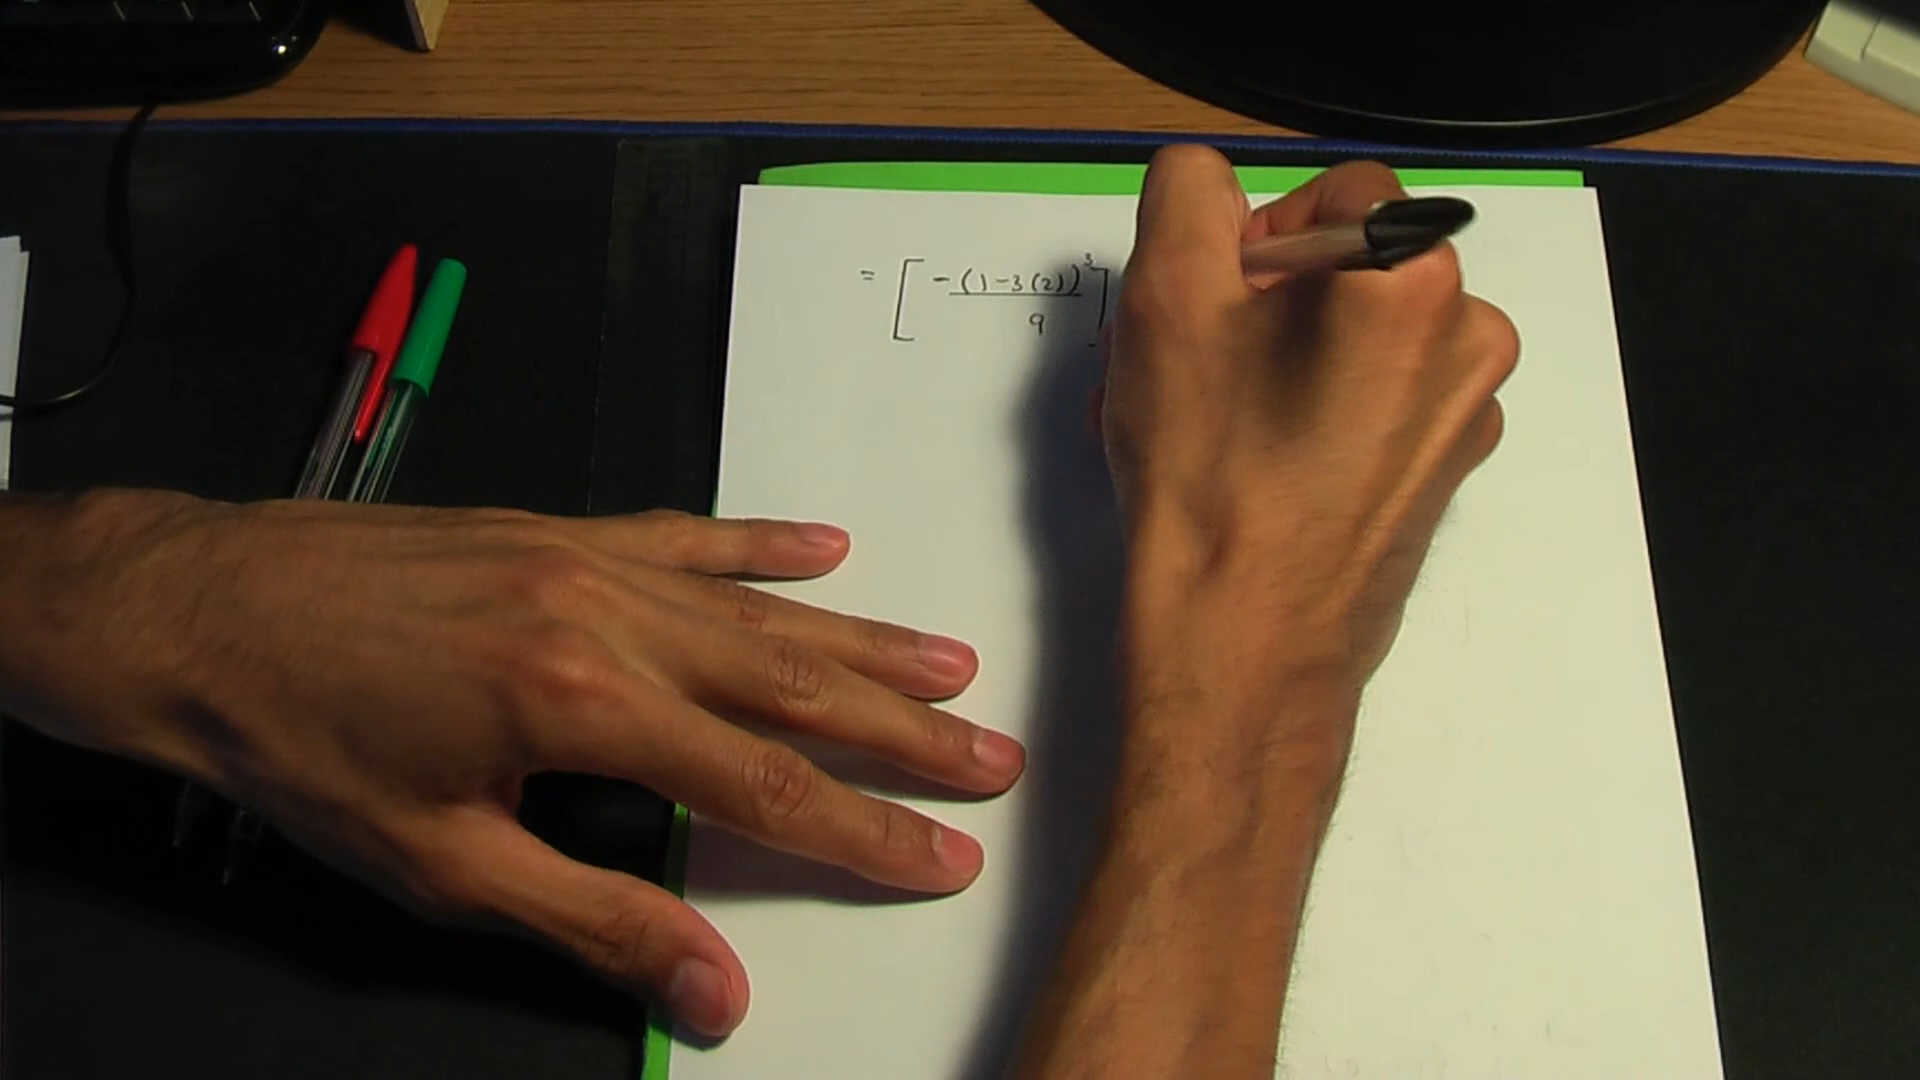 = [ -(1-3(2))³ / 9 ]